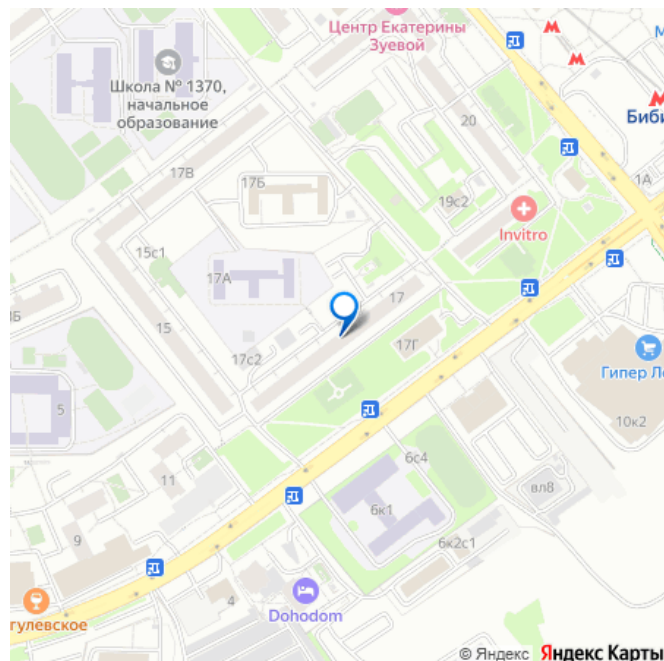 Центр Екатерины
Зуевой
Школа № 1370,
начальное
образование
20
Биби
1А
17В
17Б
19с2
Invitro
15с1
17А
17
15
17с2
17Г
Гипер Ле
5
10к2
11
6с4
вл8
6к1
9
6к2с1
4
Dohodom
гулевское
© Яндекс Яндекс Карты